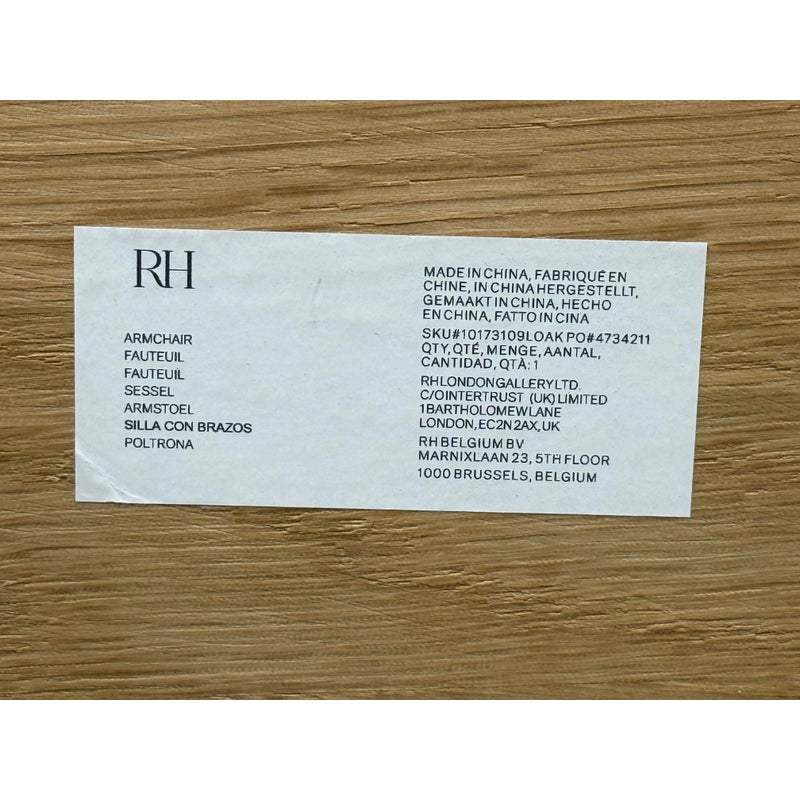 RH
ARMCHAIR
FAUTEUIL
FAUTEUIL
SESSEL
ARMSTOEL
SILLA CON BRAZOS
POLTRONA
MADE IN CHINA, FABRIQUÉ EN
CHINE, IN CHINA HERGESTELLT,
GEMAAKT IN CHINA, HECHO
EN CHINA, FATTO IN CINA
SKU#10173109LOAK PO#4734211
QTY, QTÉ, MENGE, AANTAL,
CANTIDAD, QTÀ: 1
RH LONDON GALLERY LTD.
C/O INTERTRUST (UK) LIMITED
1 BARTHOLOMEW LANE
LONDON, EC2N 2AX, UK
RH BELGIUM BV
MARNIXLAAN 23, 5TH FLOOR
1000 BRUSSELS, BELGIUM